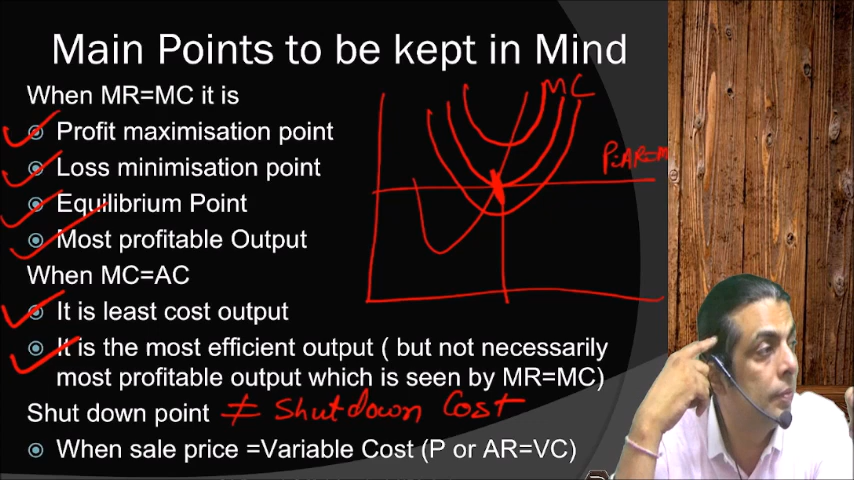 Main Points to be kept in Mind
When MR=MC it is
Profit maximisation point
Loss minimisation point
Equilibrium Point
Most profitable Output
When MC=AC
It is least cost output
It is the most efficient output ( but not necessarily
most profitable output which is seen by MR=MC)
Shut down point ≠ Shutdown Cost
When sale price =Variable Cost (P or AR=VC)
MC
P=AR=M